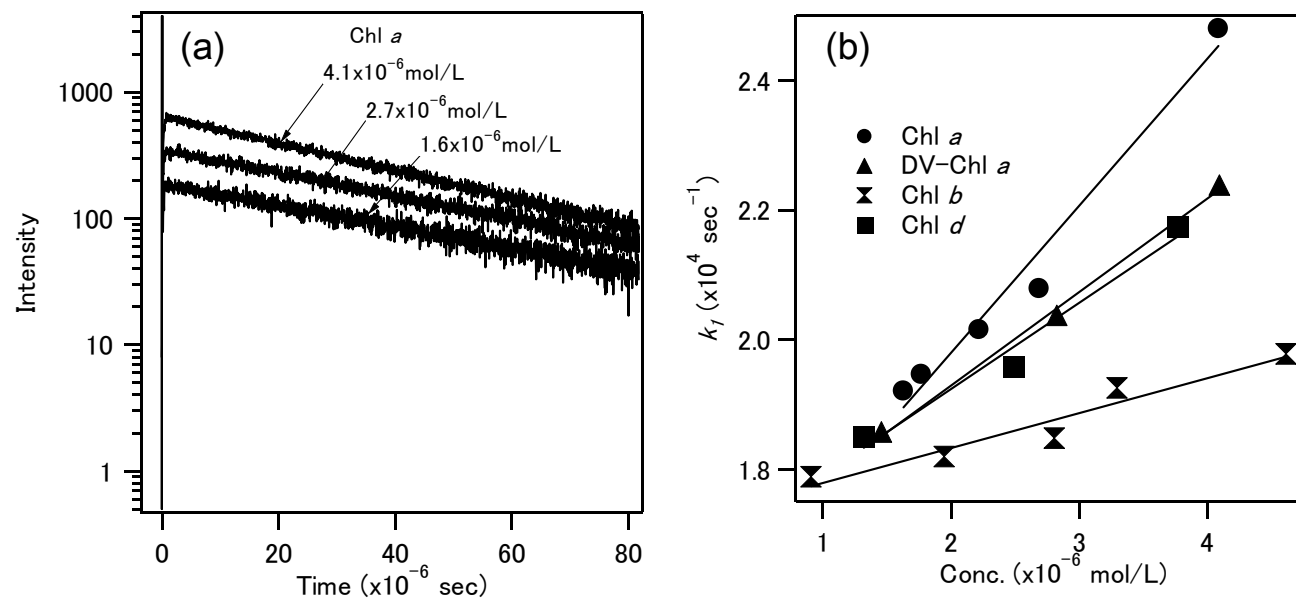 (a)
Chl a
4.1x10⁻⁶mol/L
2.7x10⁻⁶mol/L
1.6x10⁻⁶mol/L
1000
100
10
1
Intensity
0
20
40
60
80
Time (x10⁻⁶ sec)
(b)
Chl a
DV-Chl a
Chl b
Chl d
2.4
2.2
2.0
1.8
k₁ (x10⁴ sec⁻¹)
1
2
3
4
Conc. (x10⁻⁶ mol/L)